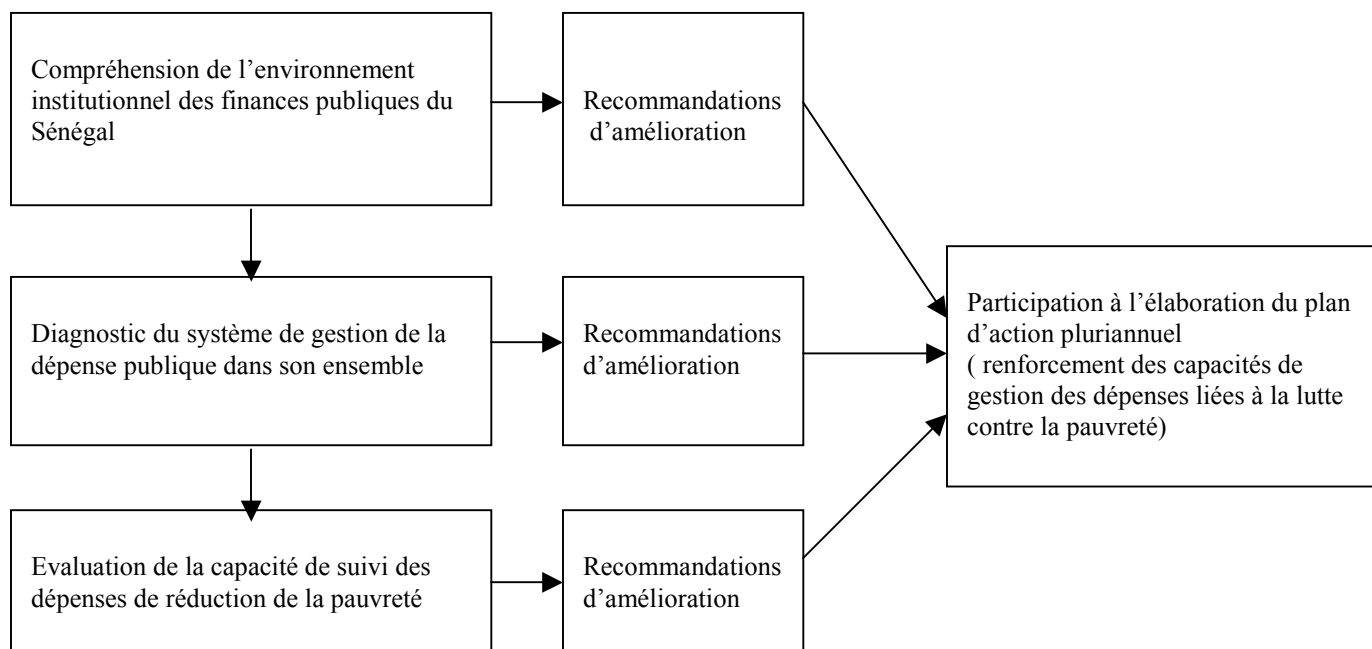 Compréhension de l’environnement
institutionnel des finances publiques du
Sénégal
Recommandations
d’amélioration
Diagnostic du système de gestion de la
dépense publique dans son ensemble
Recommandations
d’amélioration
Evaluation de la capacité de suivi des
dépenses de réduction de la pauvreté
Recommandations
d’amélioration
Participation à l’élaboration du plan
d’action pluriannuel
( renforcement des capacités de
gestion des dépenses liées à la lutte
contre la pauvreté)